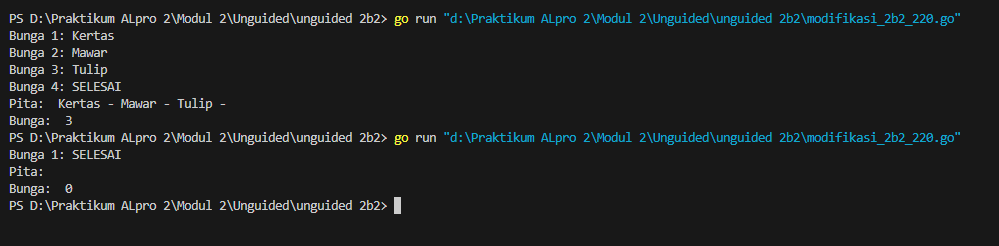 PS D:\Praktikum ALpro 2\Modul 2\Unguided\unguided 2b2> go run "d:\Praktikum ALpro 2\Modul 2\Unguided\unguided 2b2\modifikasi_2b2_220.go"
Bunga 1: Kertas
Bunga 2: Mawar
Bunga 3: Tulip
Bunga 4: SELESAI
Pita:  Kertas - Mawar - Tulip -
Bunga:  3
PS D:\Praktikum ALpro 2\Modul 2\Unguided\unguided 2b2> go run "d:\Praktikum ALpro 2\Modul 2\Unguided\unguided 2b2\modifikasi_2b2_220.go"
Bunga 1: SELESAI
Pita:
Bunga:  0
PS D:\Praktikum ALpro 2\Modul 2\Unguided\unguided 2b2>